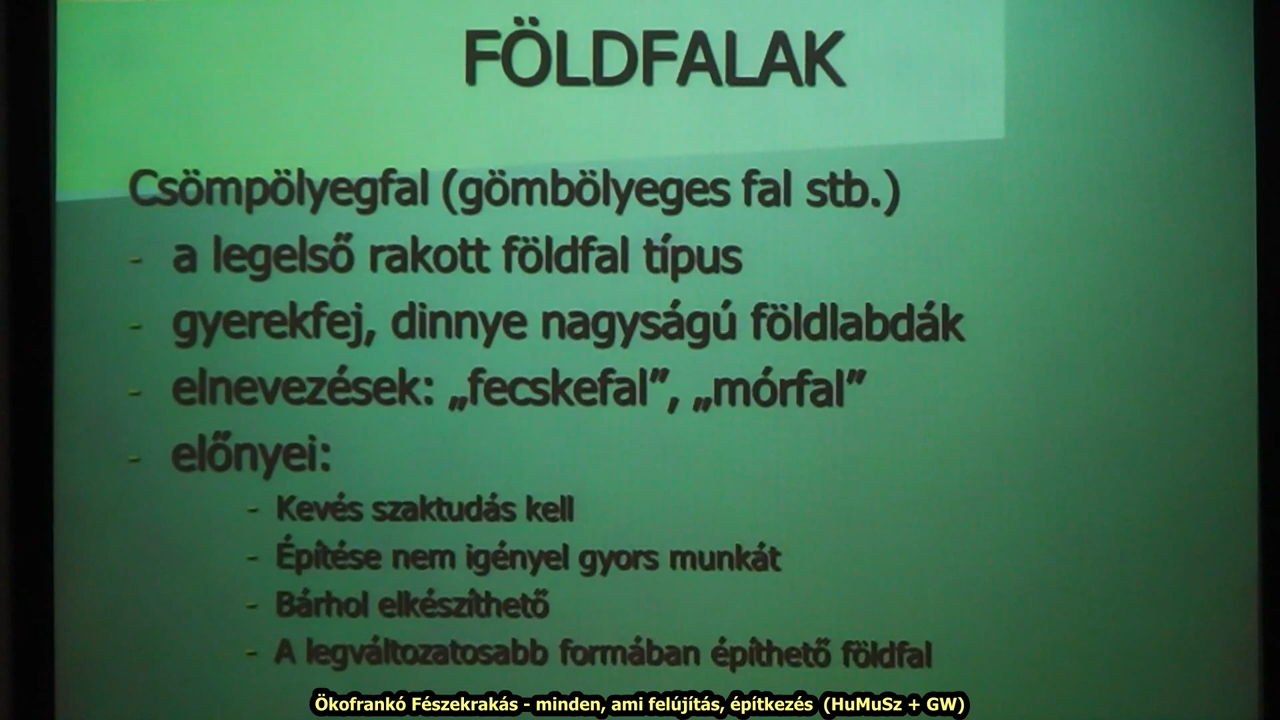 FÖLDFALAK
Csömpölyegfal (gömbölyeges fal stb.)
- a legelső rakott földfal típus
- gyerekfej, dinnye nagyságú földlabdák
- elnevezések: „fecskefal”, „mórfal”
- előnyei:
- Kevés szaktudás kell
- Építése nem igényel gyors munkát
- Bárhol elkészíthető
- A legváltozatosabb formában építhető földfal
Ökofrankó Fészekrakás - minden, ami felújítás, építkezés (HuMuSz + GW)